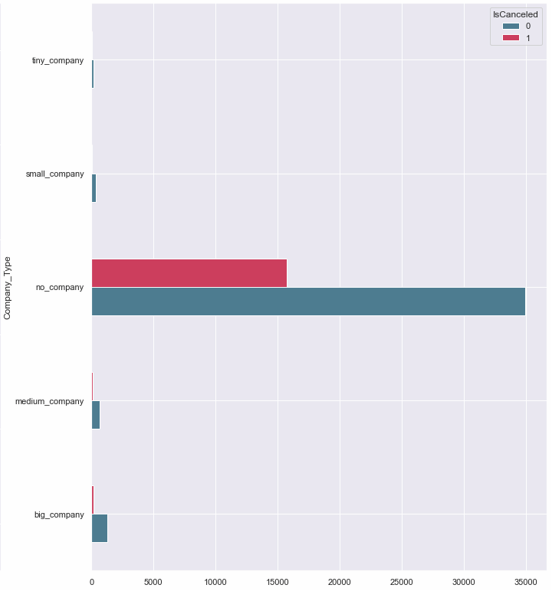 IsCanceled
0
1
tiny_company
small_company
Company_Type
no_company
medium_company
big_company
0 5000 10000 15000 20000 25000 30000 35000